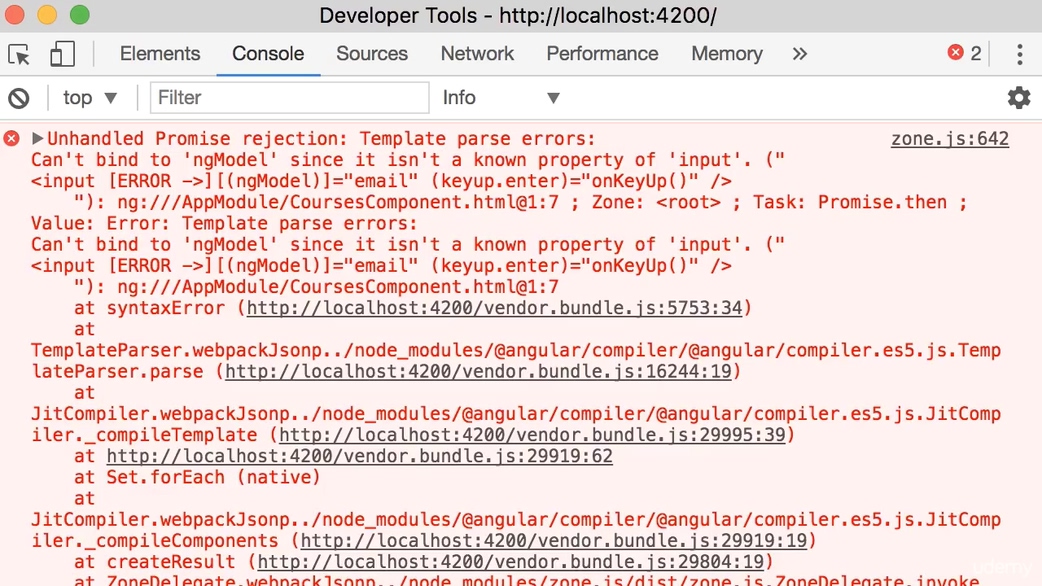 Developer Tools - http://localhost:4200/
Elements Console Sources Network Performance Memory » 2
top ▼ Filter Info ▼
▶Unhandled Promise rejection: Template parse errors: zone.js:642
Can't bind to 'ngModel' since it isn't a known property of 'input'. ("
<input [ERROR ->][(ngModel)]="email" (keyup.enter)="onKeyUp()" />
"): ng:///AppModule/CoursesComponent.html@1:7 ; Zone: <root> ; Task: Promise.then ;
Value: Error: Template parse errors:
Can't bind to 'ngModel' since it isn't a known property of 'input'. ("
<input [ERROR ->][(ngModel)]="email" (keyup.enter)="onKeyUp()" />
"): ng:///AppModule/CoursesComponent.html@1:7
at syntaxError (http://localhost:4200/vendor.bundle.js:5753:34)
at
TemplateParser.webpackJsonp../node_modules/@angular/compiler/@angular/compiler.es5.js.Temp
lateParser.parse (http://localhost:4200/vendor.bundle.js:16244:19)
at
JitCompiler.webpackJsonp../node_modules/@angular/compiler/@angular/compiler.es5.js.JitComp
iler._compileTemplate (http://localhost:4200/vendor.bundle.js:29995:39)
at http://localhost:4200/vendor.bundle.js:29919:62
at Set.forEach (native)
at
JitCompiler.webpackJsonp../node_modules/@angular/compiler/@angular/compiler.es5.js.JitComp
iler._compileComponents (http://localhost:4200/vendor.bundle.js:29919:19)
at createResult (http://localhost:4200/vendor.bundle.js:29804:19)
at ZoneDelegate.webpackJsonp../node_modules/zone.js/dist/zone.js.ZoneDelegate.invoke
udemy